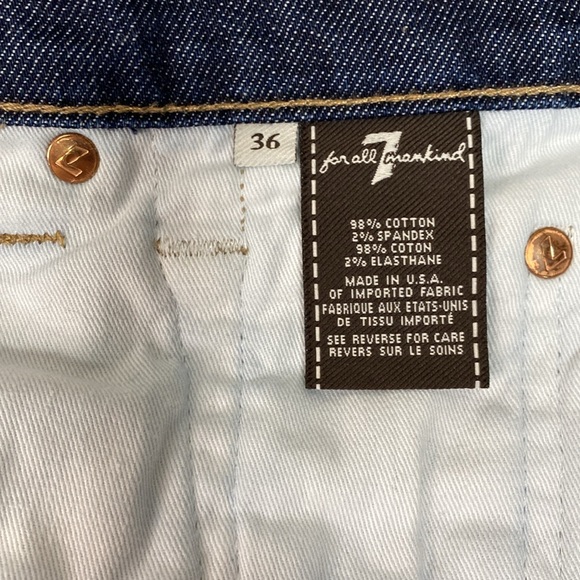 36
for all 7 mankind
98% COTTON
2% SPANDEX
98% COTON
2% ELASTHANE
MADE IN U.S.A.
OF IMPORTED FABRIC
FABRIQUE AUX ETATS-UNIS
DE TISSU IMPORTÉ
SEE REVERSE FOR CARE
REVERS SUR LE SOINS